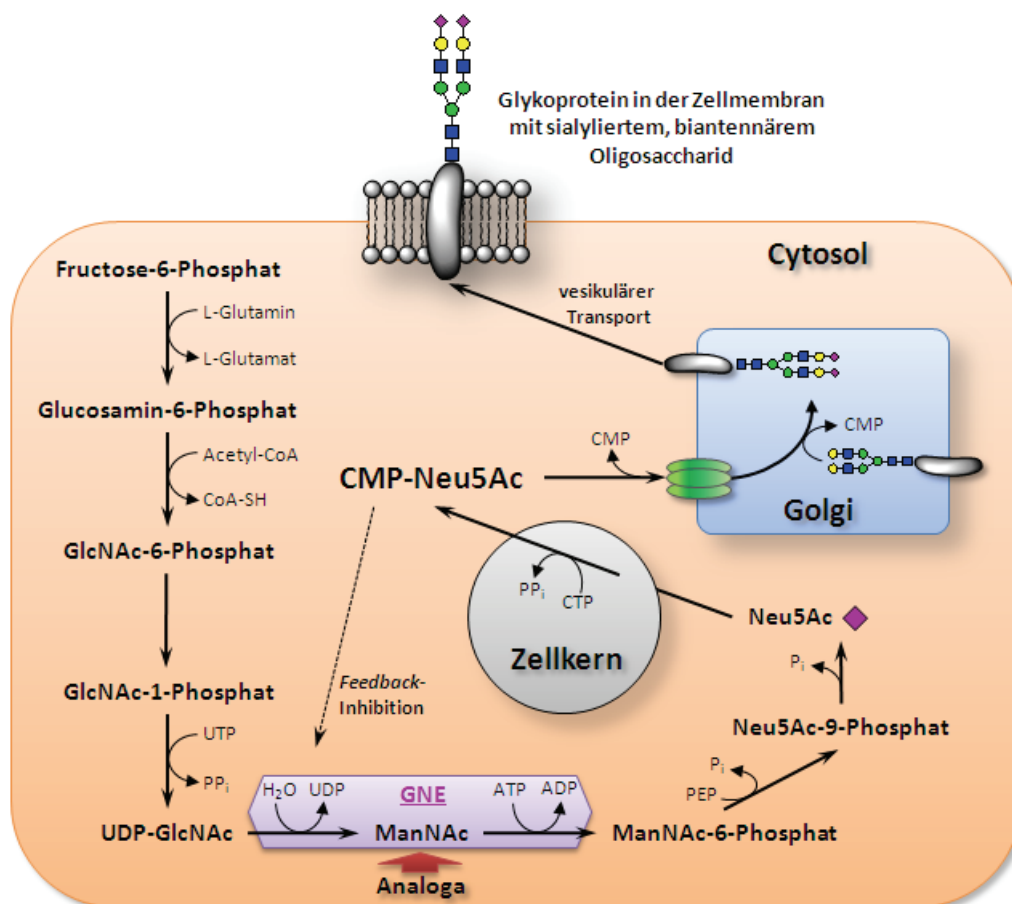 Glykoprotein in der Zellmembran
mit sialyliertem, biantennärem
Oligosaccharid
Cytosol
Fructose-6-Phosphat
L-Glutamin
L-Glutamat
Glucosamin-6-Phosphat
Acetyl-CoA
CoA-SH
GlcNAc-6-Phosphat
GlcNAc-1-Phosphat
UTP
PPi
UDP-GlcNAc
H2O
UDP
GNE
ManNAc
ATP
ADP
Analoga
ManNAc-6-Phosphat
PEP
Pi
Neu5Ac-9-Phosphat
Pi
Neu5Ac
Zellkern
CTP
PPi
CMP-Neu5Ac
Feedback-
Inhibition
CMP
Golgi
CMP
vesikulärer
Transport